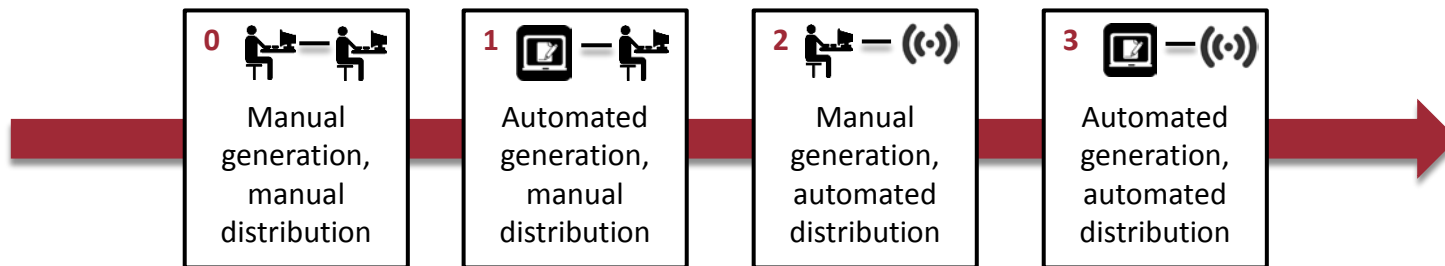 0
Manual
generation,
manual
distribution
1
Automated
generation,
manual
distribution
2
Manual
generation,
automated
distribution
3
Automated
generation,
automated
distribution